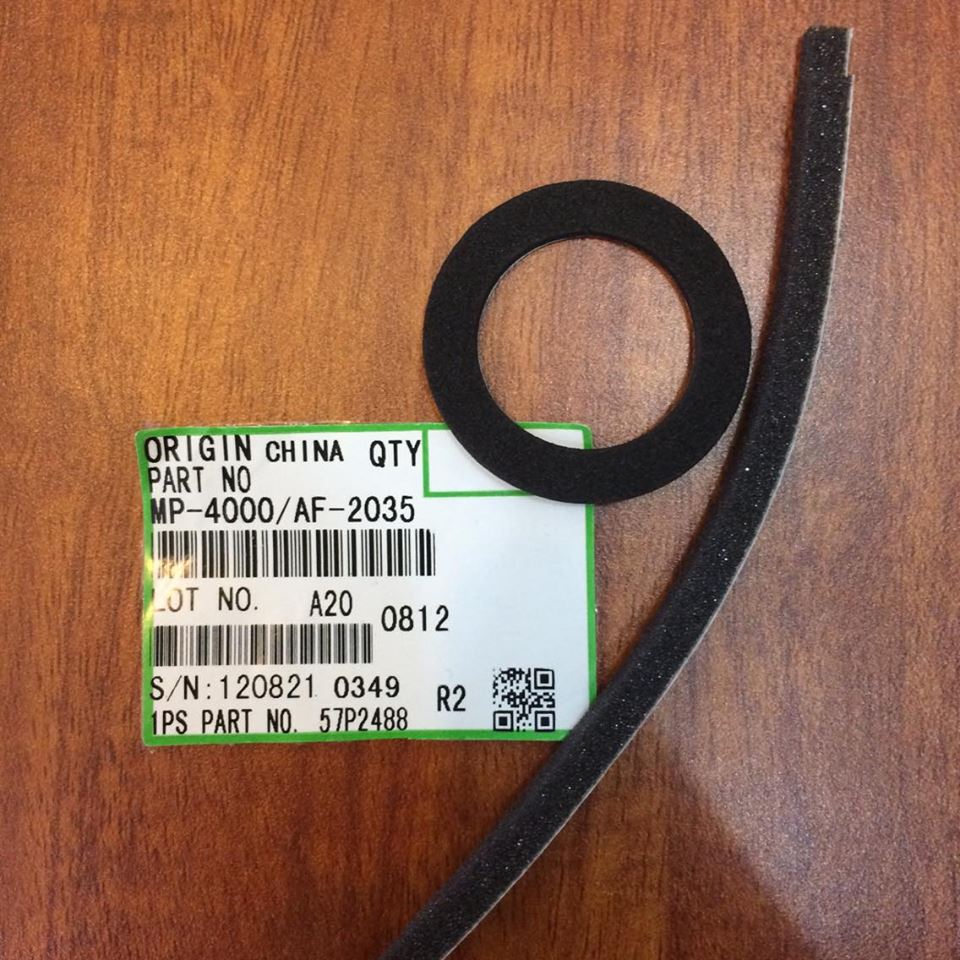 ORIGIN CHINA QTY
PART NO
MP-4000/AF-2035
LOT NO. A20 0812
S/N:120821 0349 R2
1PS PART NO. 57P2488